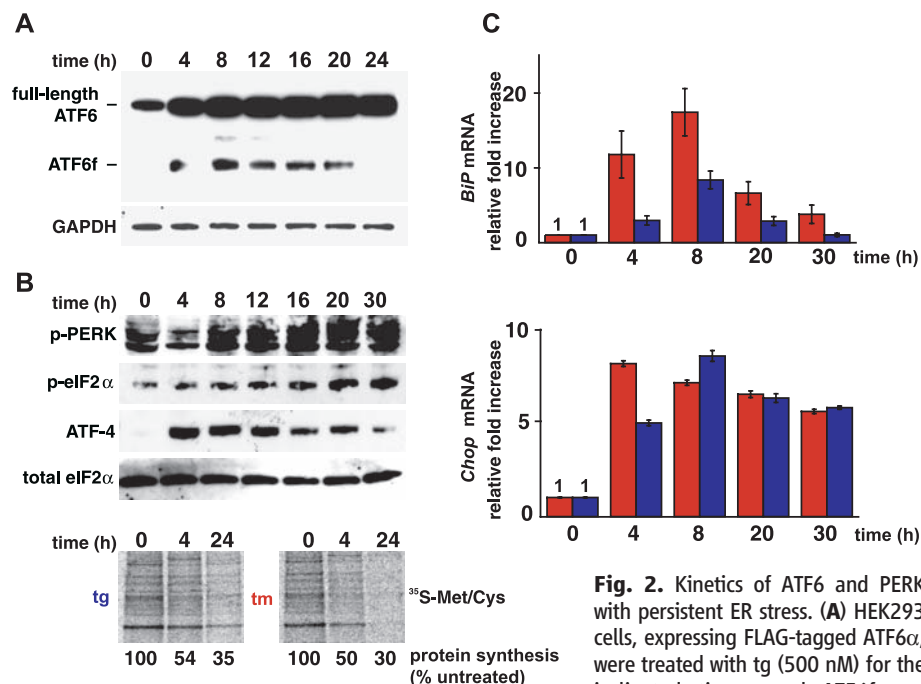 A
time (h) 0 4 8 12 16 20 24
full-length
ATF6
ATF6f
GAPDH
B
time (h) 0 4 8 12 16 20 30
p-PERK
p-eIF2α
ATF-4
total eIF2α
time (h) 0 4 24 0 4 24
tg tm ³⁵S-Met/Cys
100 54 35 100 50 30 protein synthesis
(% untreated)
C
BiP mRNA
relative fold increase
20
10
0
1 1
0 4 8 20 30 time (h)
Chop mRNA
relative fold increase
10
5
0
1 1
0 4 8 20 30 time (h)
Fig. 2. Kinetics of ATF6 and PERK
with persistent ER stress. (A) HEK293
cells, expressing FLAG-tagged ATF6α,
were treated with tg (500 nM) for the